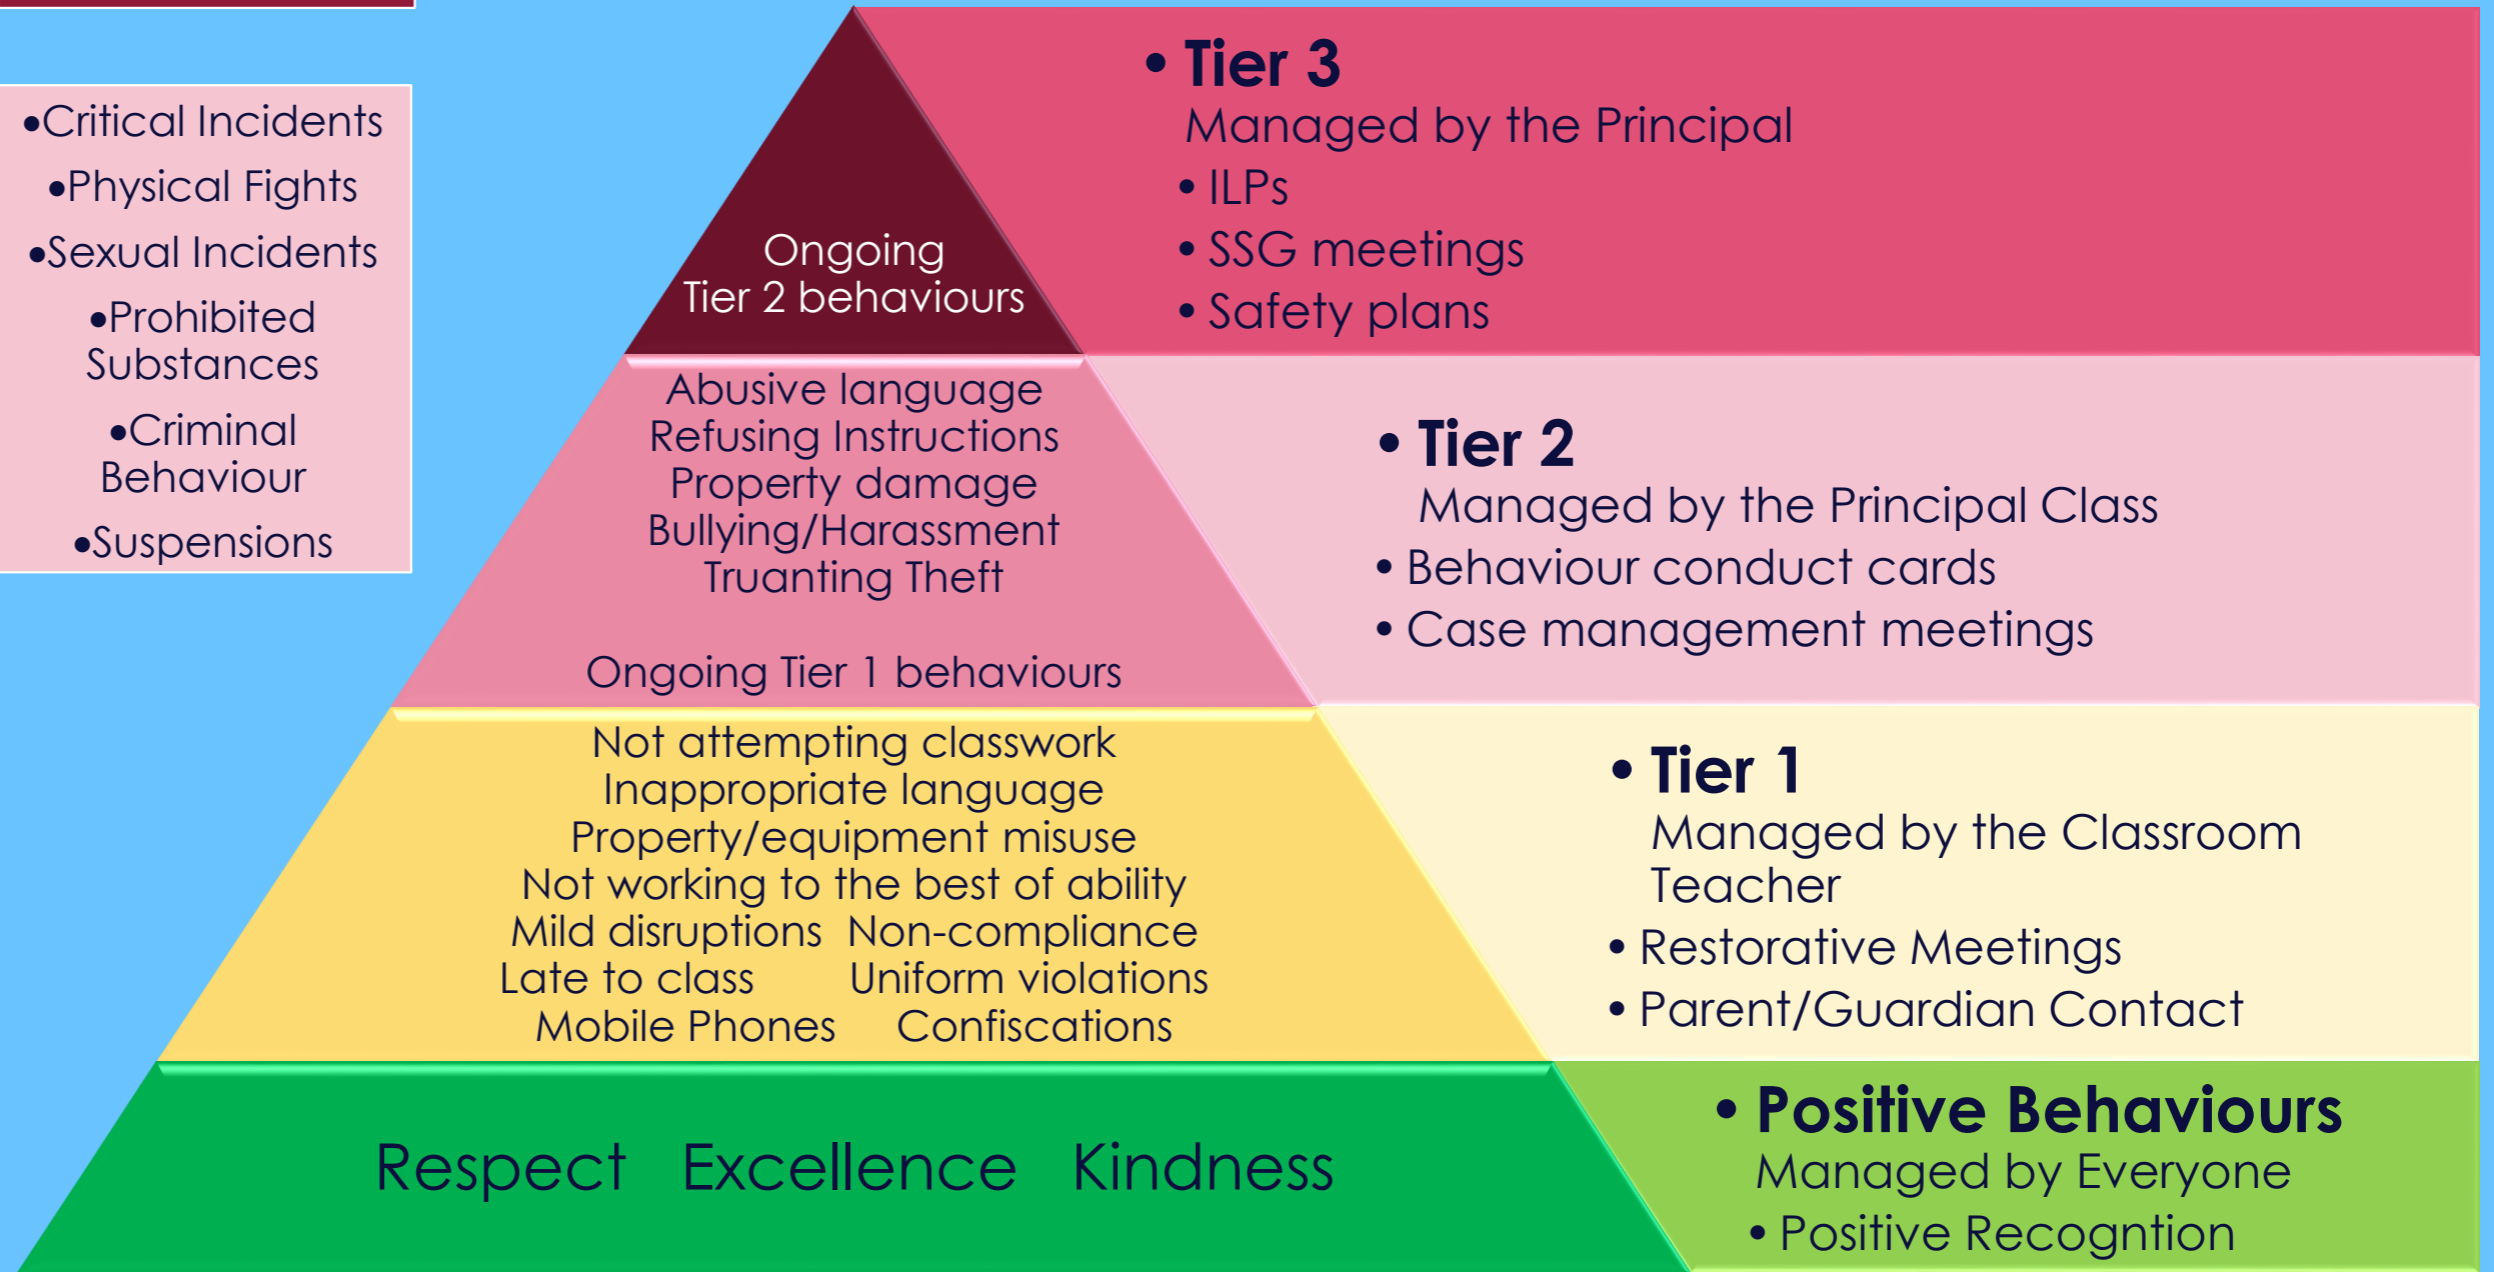 •Critical Incidents
•Physical Fights
•Sexual Incidents
•Prohibited
Substances
•Criminal
Behaviour
•Suspensions
Ongoing
Tier 2 behaviours
• Tier 3
Managed by the Principal
• ILPs
• SSG meetings
• Safety plans
Abusive language
Refusing Instructions
Property damage
Bullying/Harassment
Truanting Theft
Ongoing Tier 1 behaviours
• Tier 2
Managed by the Principal Class
• Behaviour conduct cards
• Case management meetings
Not attempting classwork
Inappropriate language
Property/equipment misuse
Not working to the best of ability
Mild disruptions Non-compliance
Late to class Uniform violations
Mobile Phones Confiscations
• Tier 1
Managed by the Classroom
Teacher
• Restorative Meetings
• Parent/Guardian Contact
Respect Excellence Kindness
• Positive Behaviours
Managed by Everyone
• Positive Recogntion